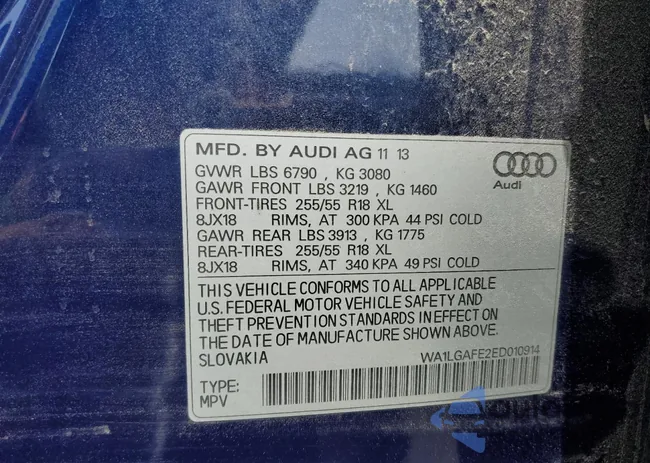 MFD. BY AUDI AG 11 13
GVWR LBS 6790 , KG 3080
GAWR FRONT LBS 3219 , KG 1460
FRONT-TIRES 255/55 R18 XL
8JX18 RIMS, AT 300 KPA 44 PSI COLD
GAWR REAR LBS 3913 , KG 1775
REAR-TIRES 255/55 R18 XL
8JX18 RIMS, AT 340 KPA 49 PSI COLD
Audi
THIS VEHICLE CONFORMS TO ALL APPLICABLE
U.S. FEDERAL MOTOR VEHICLE SAFETY AND
THEFT PREVENTION STANDARDS IN EFFECT ON
THE DATE OF MANUFACTURE SHOWN ABOVE.
SLOVAKIA WA1LGAFE2ED010914
TYPE:
MPV